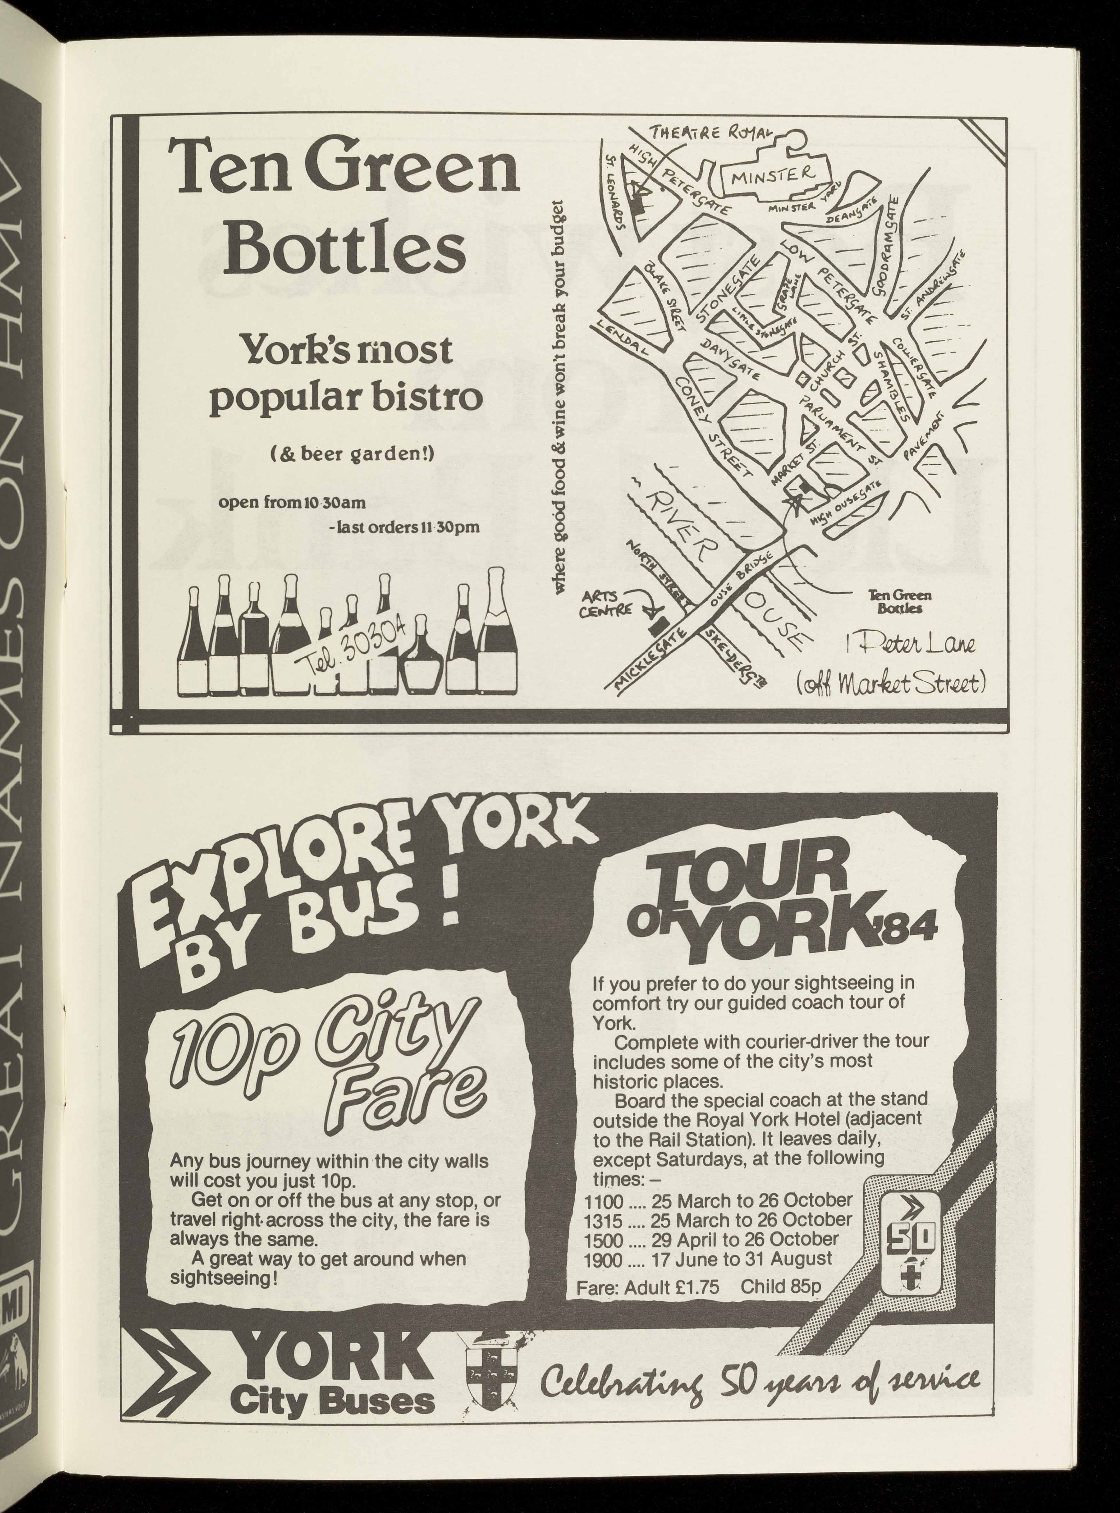 GREAT NAMES ON HMV
Ten Green
Bottles
York's most
popular bistro
(& beer garden!)
open from 10·30am
-last orders 11·30pm
Tel. 30304
where good food & wine won't break your budget
THEATRE ROYAL
HIGH PETERGATE
ST. LEONARDS
MINSTER
MINSTER YARD
DEANGATE
GOODRAMGATE
LOW PETERGATE
ST. ANDREWGATE
BLAKE STREET
STONEGATE
GRAPE LANE
LITTLE STONEGATE
LENDAL
DAVYGATE
CHURCH ST.
COLLIERGATE
SHAMBLES
CONEY STREET
PARLIAMENT ST.
PAVEMENT
MARKET ST.
HIGH OUSEGATE
RIVER
OUSE
NORTH STREET
OUSE BRIDGE
ARTS
CENTRE
MICKLEGATE
SKELDERGTE
Ten Green
Bottles
1 Peter Lane
(off Market Street)
EXPLORE YORK
BY BUS!
10p City
Fare
Any bus journey within the city walls
will cost you just 10p.
Get on or off the bus at any stop, or
travel right across the city, the fare is
always the same.
A great way to get around when
sightseeing!
TOUR
OF YORK '84
If you prefer to do your sightseeing in
comfort try our guided coach tour of
York.
Complete with courier-driver the tour
includes some of the city's most
historic places.
Board the special coach at the stand
outside the Royal York Hotel (adjacent
to the Rail Station). It leaves daily,
except Saturdays, at the following
times: –
1100 .... 25 March to 26 October
1315 .... 25 March to 26 October
1500 .... 29 April to 26 October
1900 .... 17 June to 31 August
Fare: Adult £1.75 Child 85p
50
YORK
City Buses
Celebrating 50 years of service